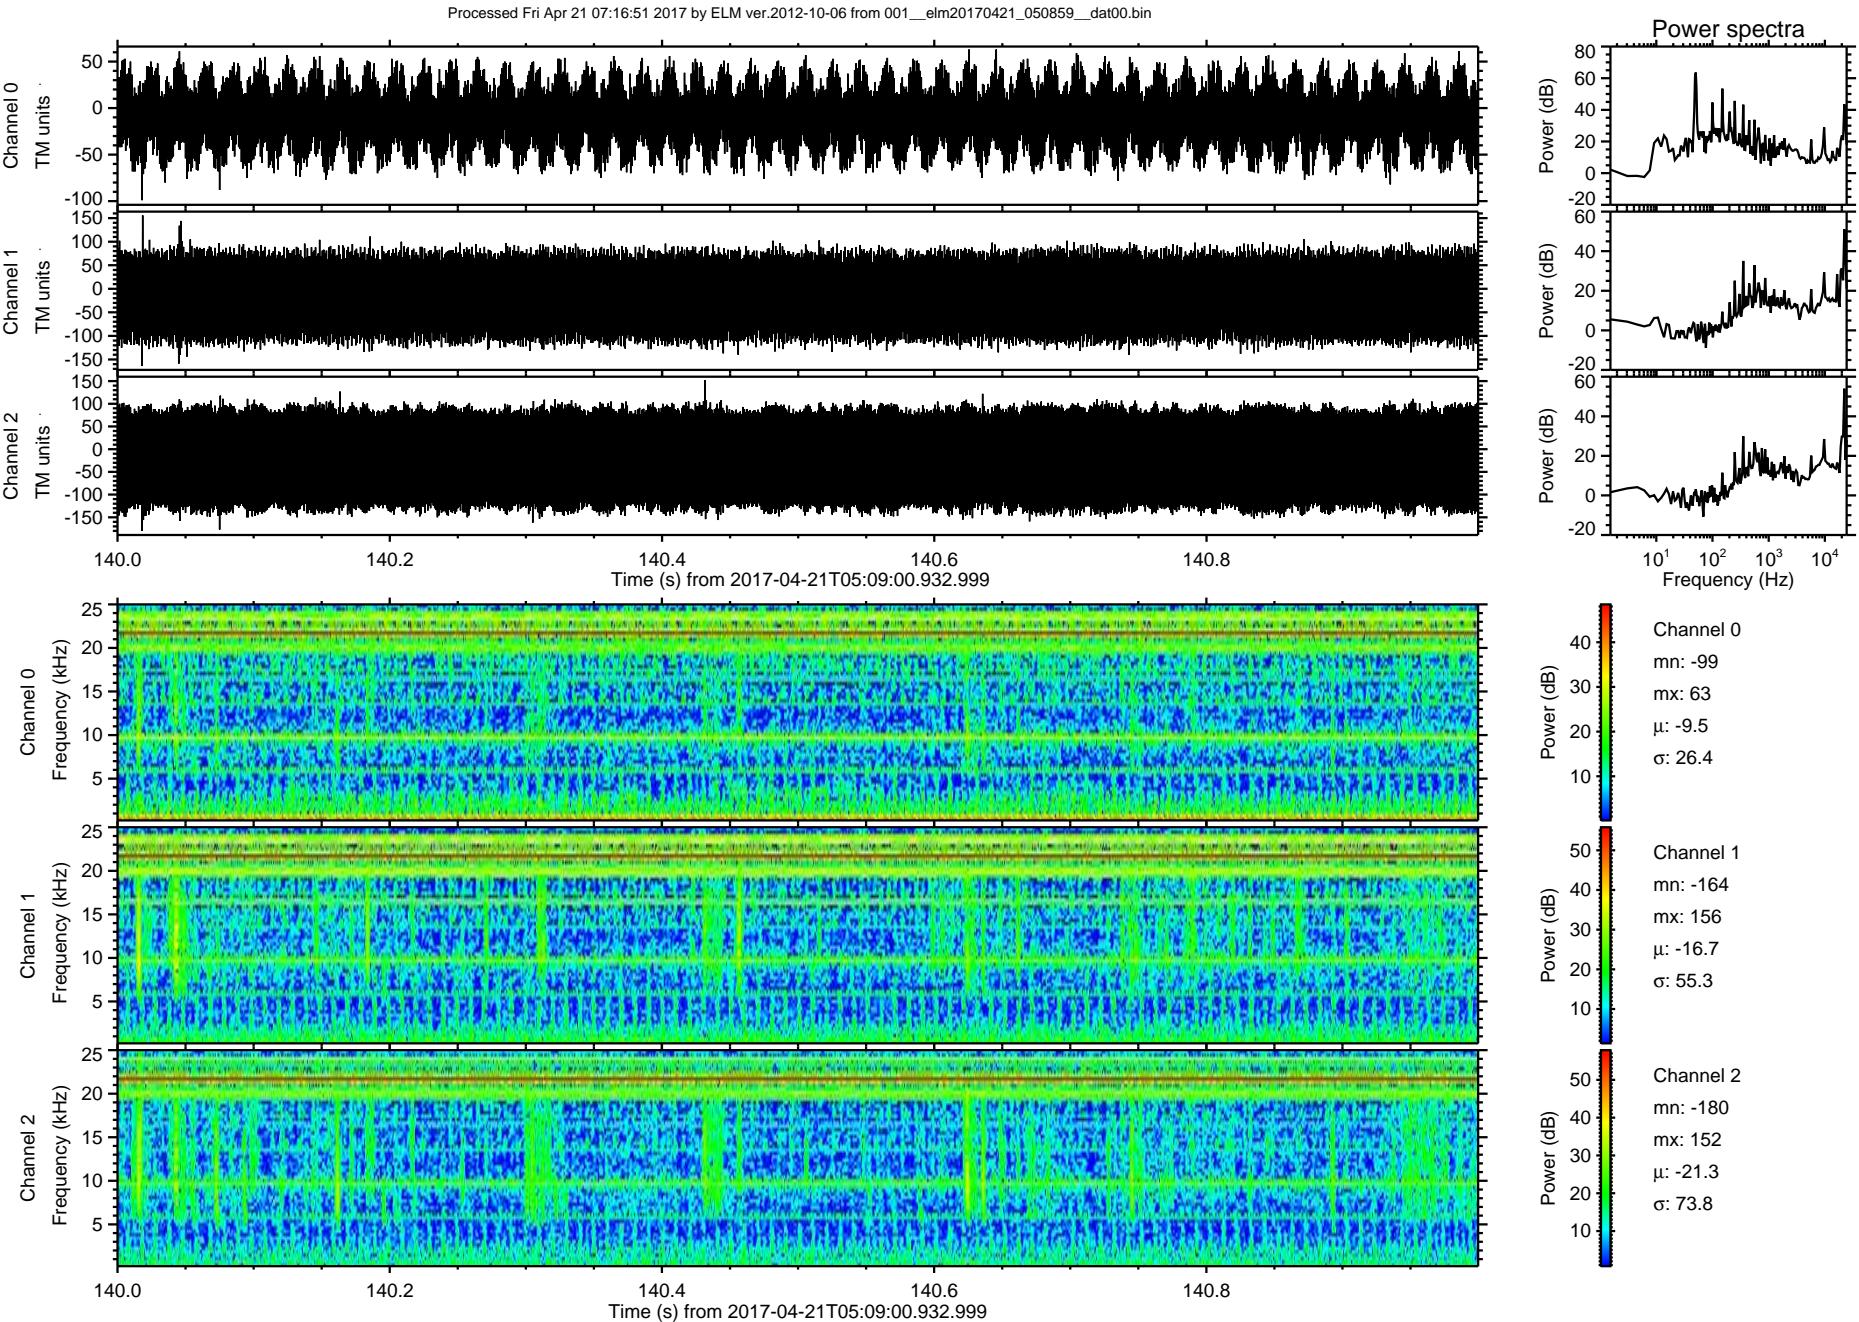 Processed Fri Apr 21 07:16:51 2017 by ELM ver.2012-10-06 from 001__elm20170421_050859__dat00.bin
Power spectra
Channel 0
TM units
50
0
-50
-100
Power (dB)
80
60
40
20
0
-20
Channel 1
TM units
150
100
50
0
-50
-100
-150
Power (dB)
60
40
20
0
-20
Channel 2
TM units
150
100
50
0
-50
-100
-150
Power (dB)
60
40
20
0
-20
140.0 140.2 140.4 140.6 140.8
Time (s) from 2017-04-21T05:09:00.932.999
10¹ 10² 10³ 10⁴
Frequency (Hz)
Channel 0
Frequency (kHz)
25
20
15
10
5
Power (dB)
40
30
20
10
Channel 0
mn: -99
mx: 63
μ: -9.5
σ: 26.4
Channel 1
Frequency (kHz)
25
20
15
10
5
Power (dB)
50
40
30
20
10
Channel 1
mn: -164
mx: 156
μ: -16.7
σ: 55.3
Channel 2
Frequency (kHz)
25
20
15
10
5
Power (dB)
50
40
30
20
10
Channel 2
mn: -180
mx: 152
μ: -21.3
σ: 73.8
140.0 140.2 140.4 140.6 140.8
Time (s) from 2017-04-21T05:09:00.932.999